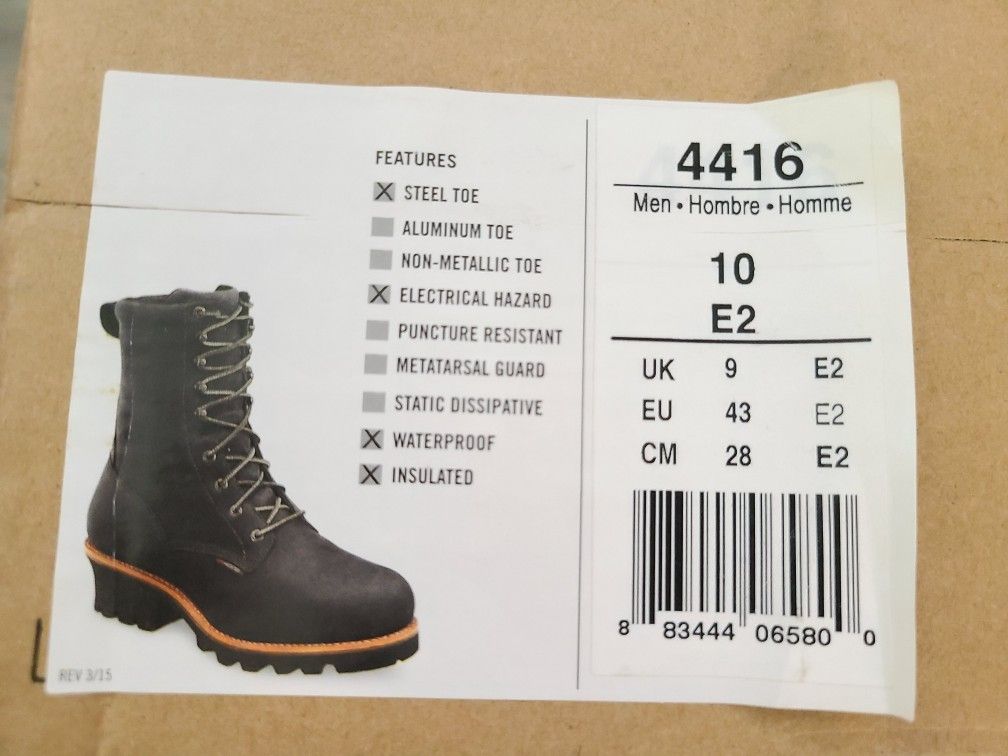 FEATURES
STEEL TOE
ALUMINUM TOE
NON-METALLIC TOE
ELECTRICAL HAZARD
PUNCTURE RESISTANT
METATARSAL GUARD
STATIC DISSIPATIVE
WATERPROOF
INSULATED
REV 3/15
4416
Men • Hombre • Homme
10
E2
UK 9 E2
EU 43 E2
CM 28 E2
8 83444 06580 0